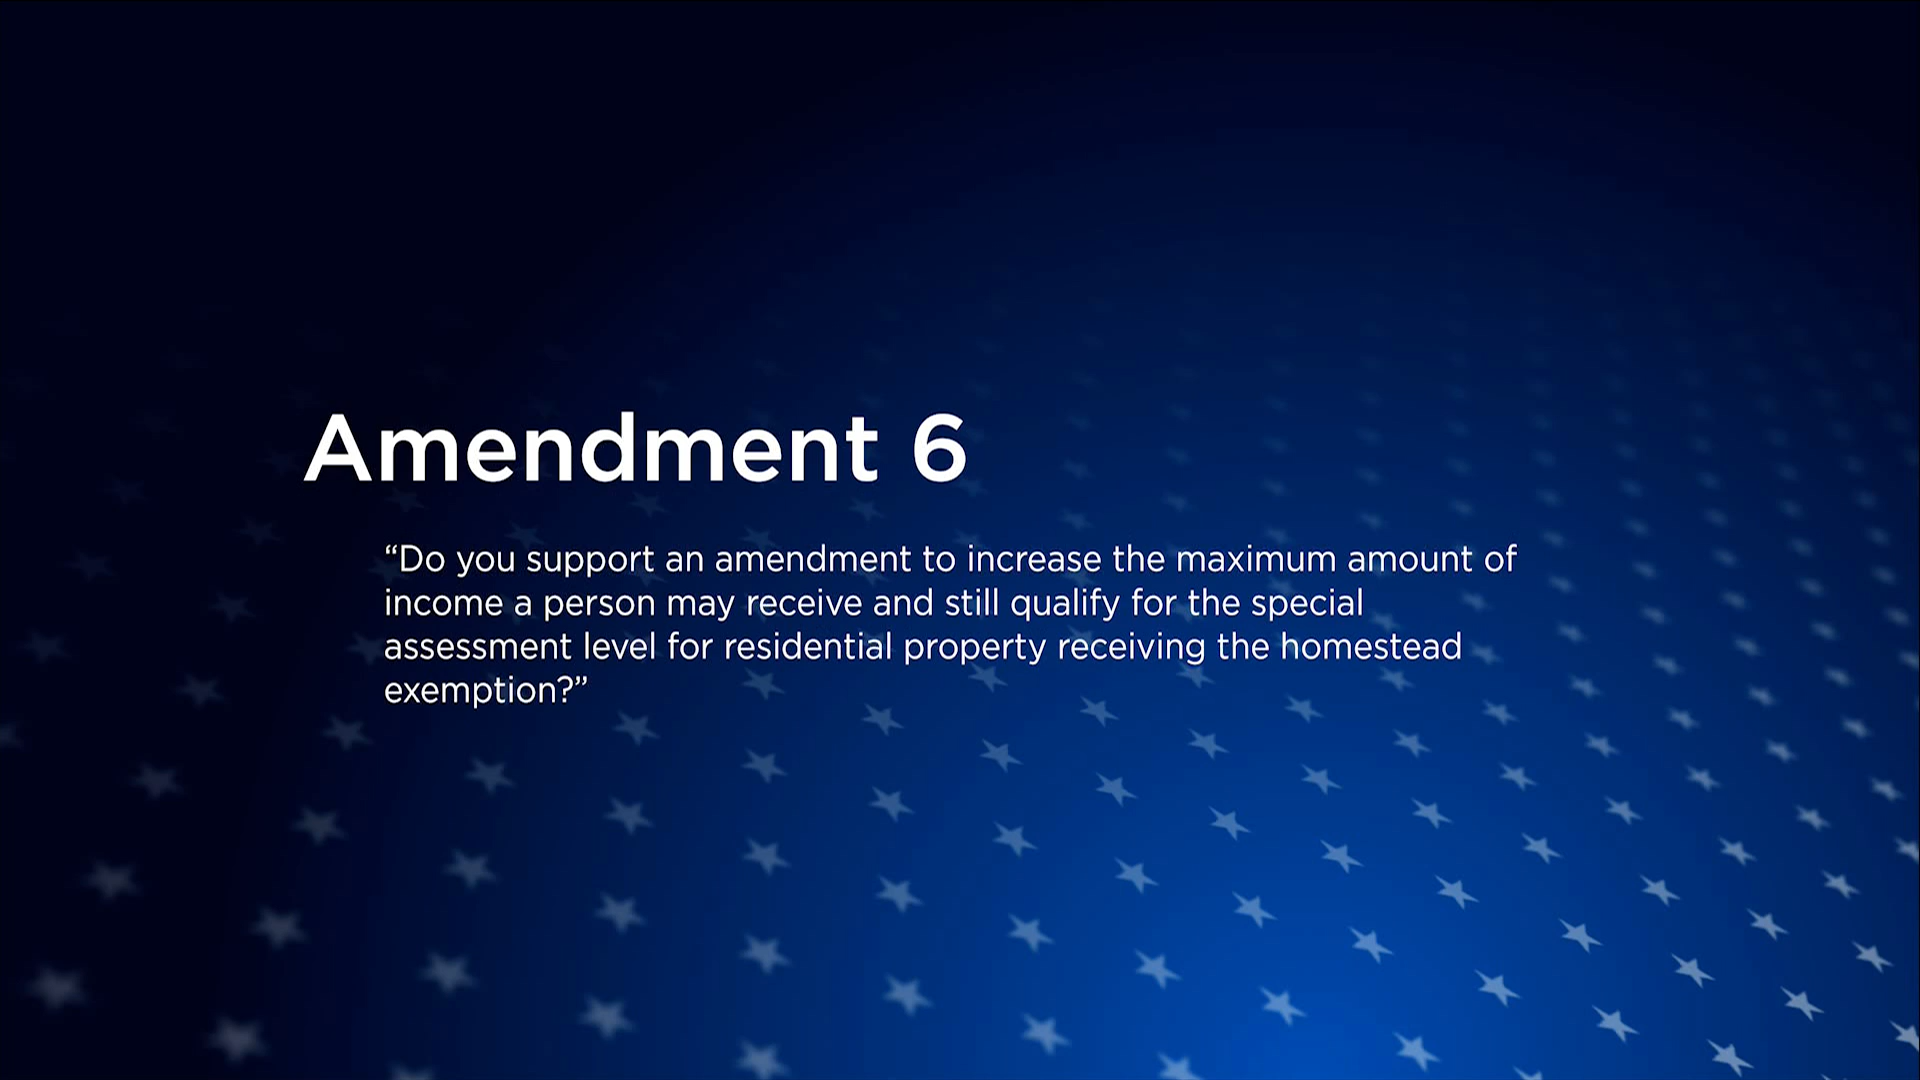 Amendment 6
“Do you support an amendment to increase the maximum amount of
income a person may receive and still qualify for the special
assessment level for residential property receiving the homestead
exemption?”